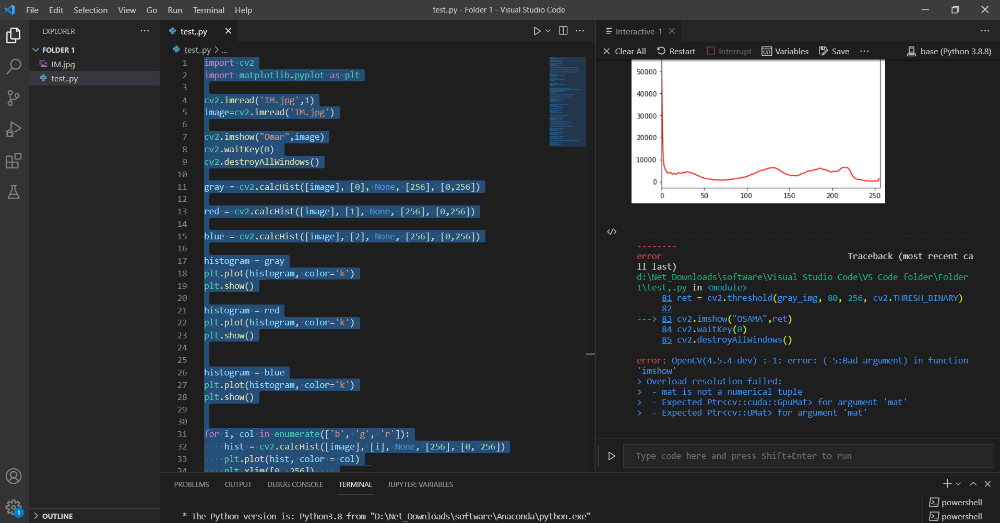 File Edit Selection View Go Run Terminal Help
test,.py - Folder 1 - Visual Studio Code
EXPLORER
FOLDER 1
IM.jpg
test,.py
OUTLINE
1
test,.py
test,.py > ...
1 import cv2
2 import matplotlib.pyplot as plt
3
4 cv2.imread('IM.jpg',1)
5 image=cv2.imread('IM.jpg')
6
7 cv2.imshow("Omar",image)
8 cv2.waitKey(0)
9 cv2.destroyAllWindows()
10
11 gray = cv2.calcHist([image], [0], None, [256], [0,256])
12
13 red = cv2.calcHist([image], [1], None, [256], [0,256])
14
15 blue = cv2.calcHist([image], [2], None, [256], [0,256])
16
17 histogram = gray
18 plt.plot(histogram, color='k')
19 plt.show()
20
21 histogram = red
22 plt.plot(histogram, color='k')
23 plt.show()
24
25
26 histogram = blue
27 plt.plot(histogram, color='k')
28 plt.show()
29
30
31 for i, col in enumerate(['b', 'g', 'r']):
32 hist = cv2.calcHist([image], [i], None, [256], [0, 256])
33 plt.plot(hist, color = col)
34 plt.xlim([0, 256])
Interactive-1
Clear All Restart Interrupt Variables Save ... base (Python 3.8.8)
50000
40000
30000
20000
10000
0
0 50 100 150 200 250
---------------------------------------------------------------------------
error Traceback (most recent ca
ll last)
d:\Net_Downloads\software\Visual Studio Code\VS Code folder\Folder
1\test,.py in <module>
81 ret = cv2.threshold(gray_img, 80, 256, cv2.THRESH_BINARY)
82
---> 83 cv2.imshow("OSAMA",ret)
84 cv2.waitKey(0)
85 cv2.destroyAllWindows()
error: OpenCV(4.5.4-dev) :-1: error: (-5:Bad argument) in function
'imshow'
> Overload resolution failed:
> - mat is not a numerical tuple
> - Expected Ptr<cv::cuda::GpuMat> for argument 'mat'
> - Expected Ptr<cv::UMat> for argument 'mat'
Type code here and press Shift+Enter to run
PROBLEMS OUTPUT DEBUG CONSOLE TERMINAL JUPYTER: VARIABLES
* The Python version is: Python3.8 from "D:\Net_Downloads\software\Anaconda\python.exe"
powershell
powershell